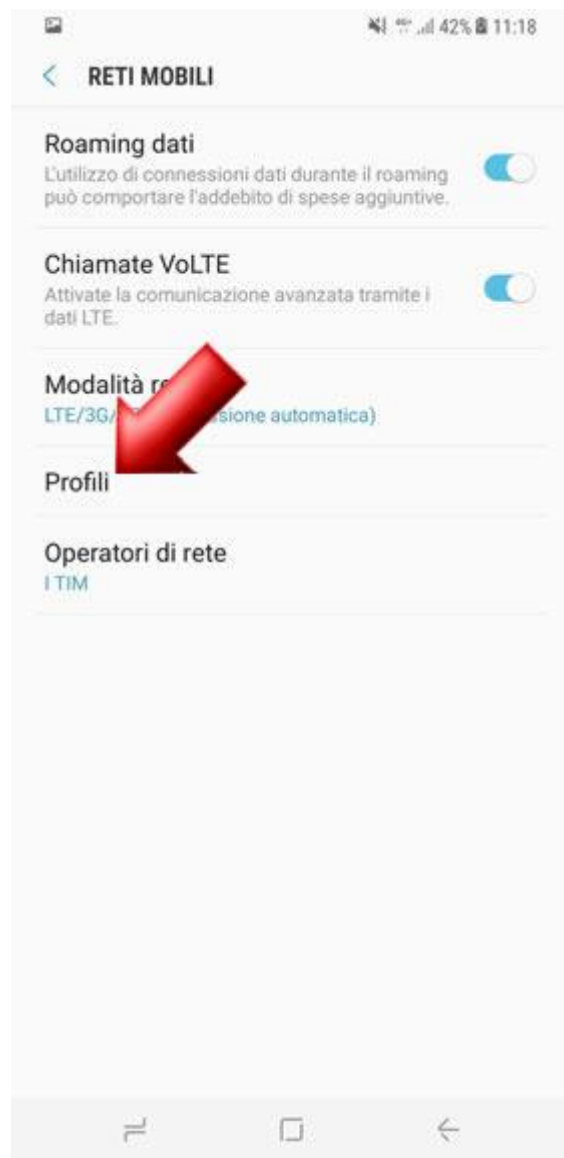 42% 11:18
RETI MOBILI
Roaming dati
L'utilizzo di connessioni dati durante il roaming
può comportare l'addebito di spese aggiuntive.
Chiamate VoLTE
Attivate la comunicazione avanzata tramite i
dati LTE.
Modalità
LTE/3G/ automatica)
Profili
Operatori di rete
I TIM